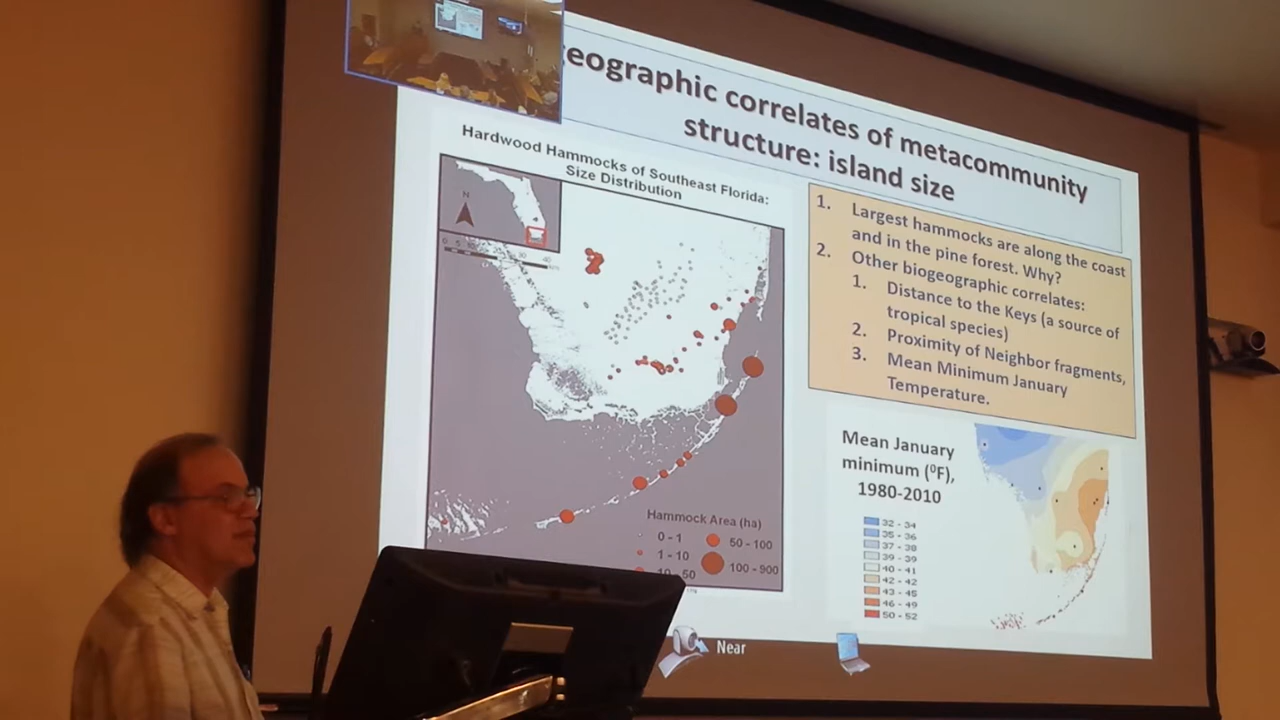 eographic correlates of metacommunity
structure: island size
Hardwood Hammocks of Southeast Florida:
Size Distribution
N
Hammock Area (ha)
0 - 1
1 - 10
10 - 50
50 - 100
100 - 900
1. Largest hammocks are along the coast
and in the pine forest. Why?
2. Other biogeographic correlates:
1. Distance to the Keys (a source of
tropical species)
2. Proximity of Neighbor fragments,
3. Mean Minimum January
Temperature.
Mean January
minimum (⁰F),
1980-2010
32 - 34
35 - 36
37 - 38
39 - 39
40 - 41
42 - 42
43 - 45
46 - 49
50 - 52
Near